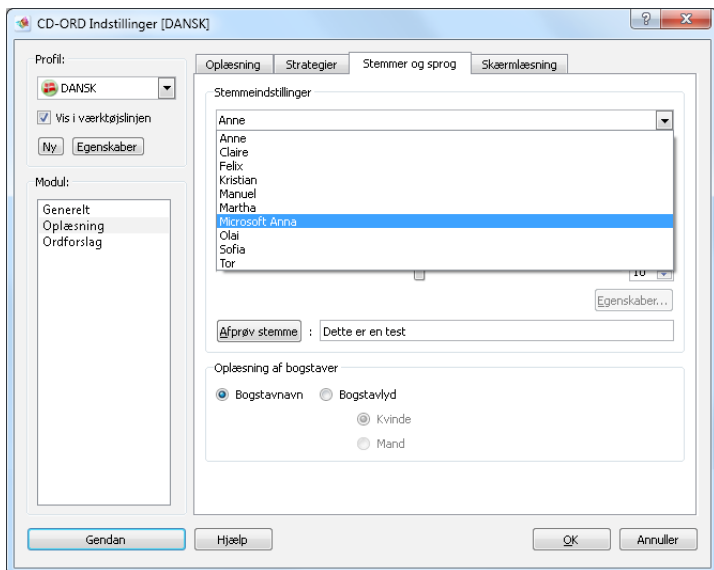 CD-ORD Indstillinger [DANSK]
Profil:
DANSK
Vis i værktøjslinjen
Ny
Egenskaber
Modul:
Generelt
Oplæsning
Ordforslag
Oplæsning
Strategier
Stemmer og sprog
Skærmlæsning
Stemmeindstillinger
Anne
Anne
Claire
Felix
Kristian
Manuel
Martha
Microsoft Anna
Olai
Sofia
Tor
10
Egenskaber...
Afprøv stemme : Dette er en test
Oplæsning af bogstaver
Bogstavnavn Bogstavlyd
Kvinde
Mand
Gendan
Hjælp
OK
Annuller